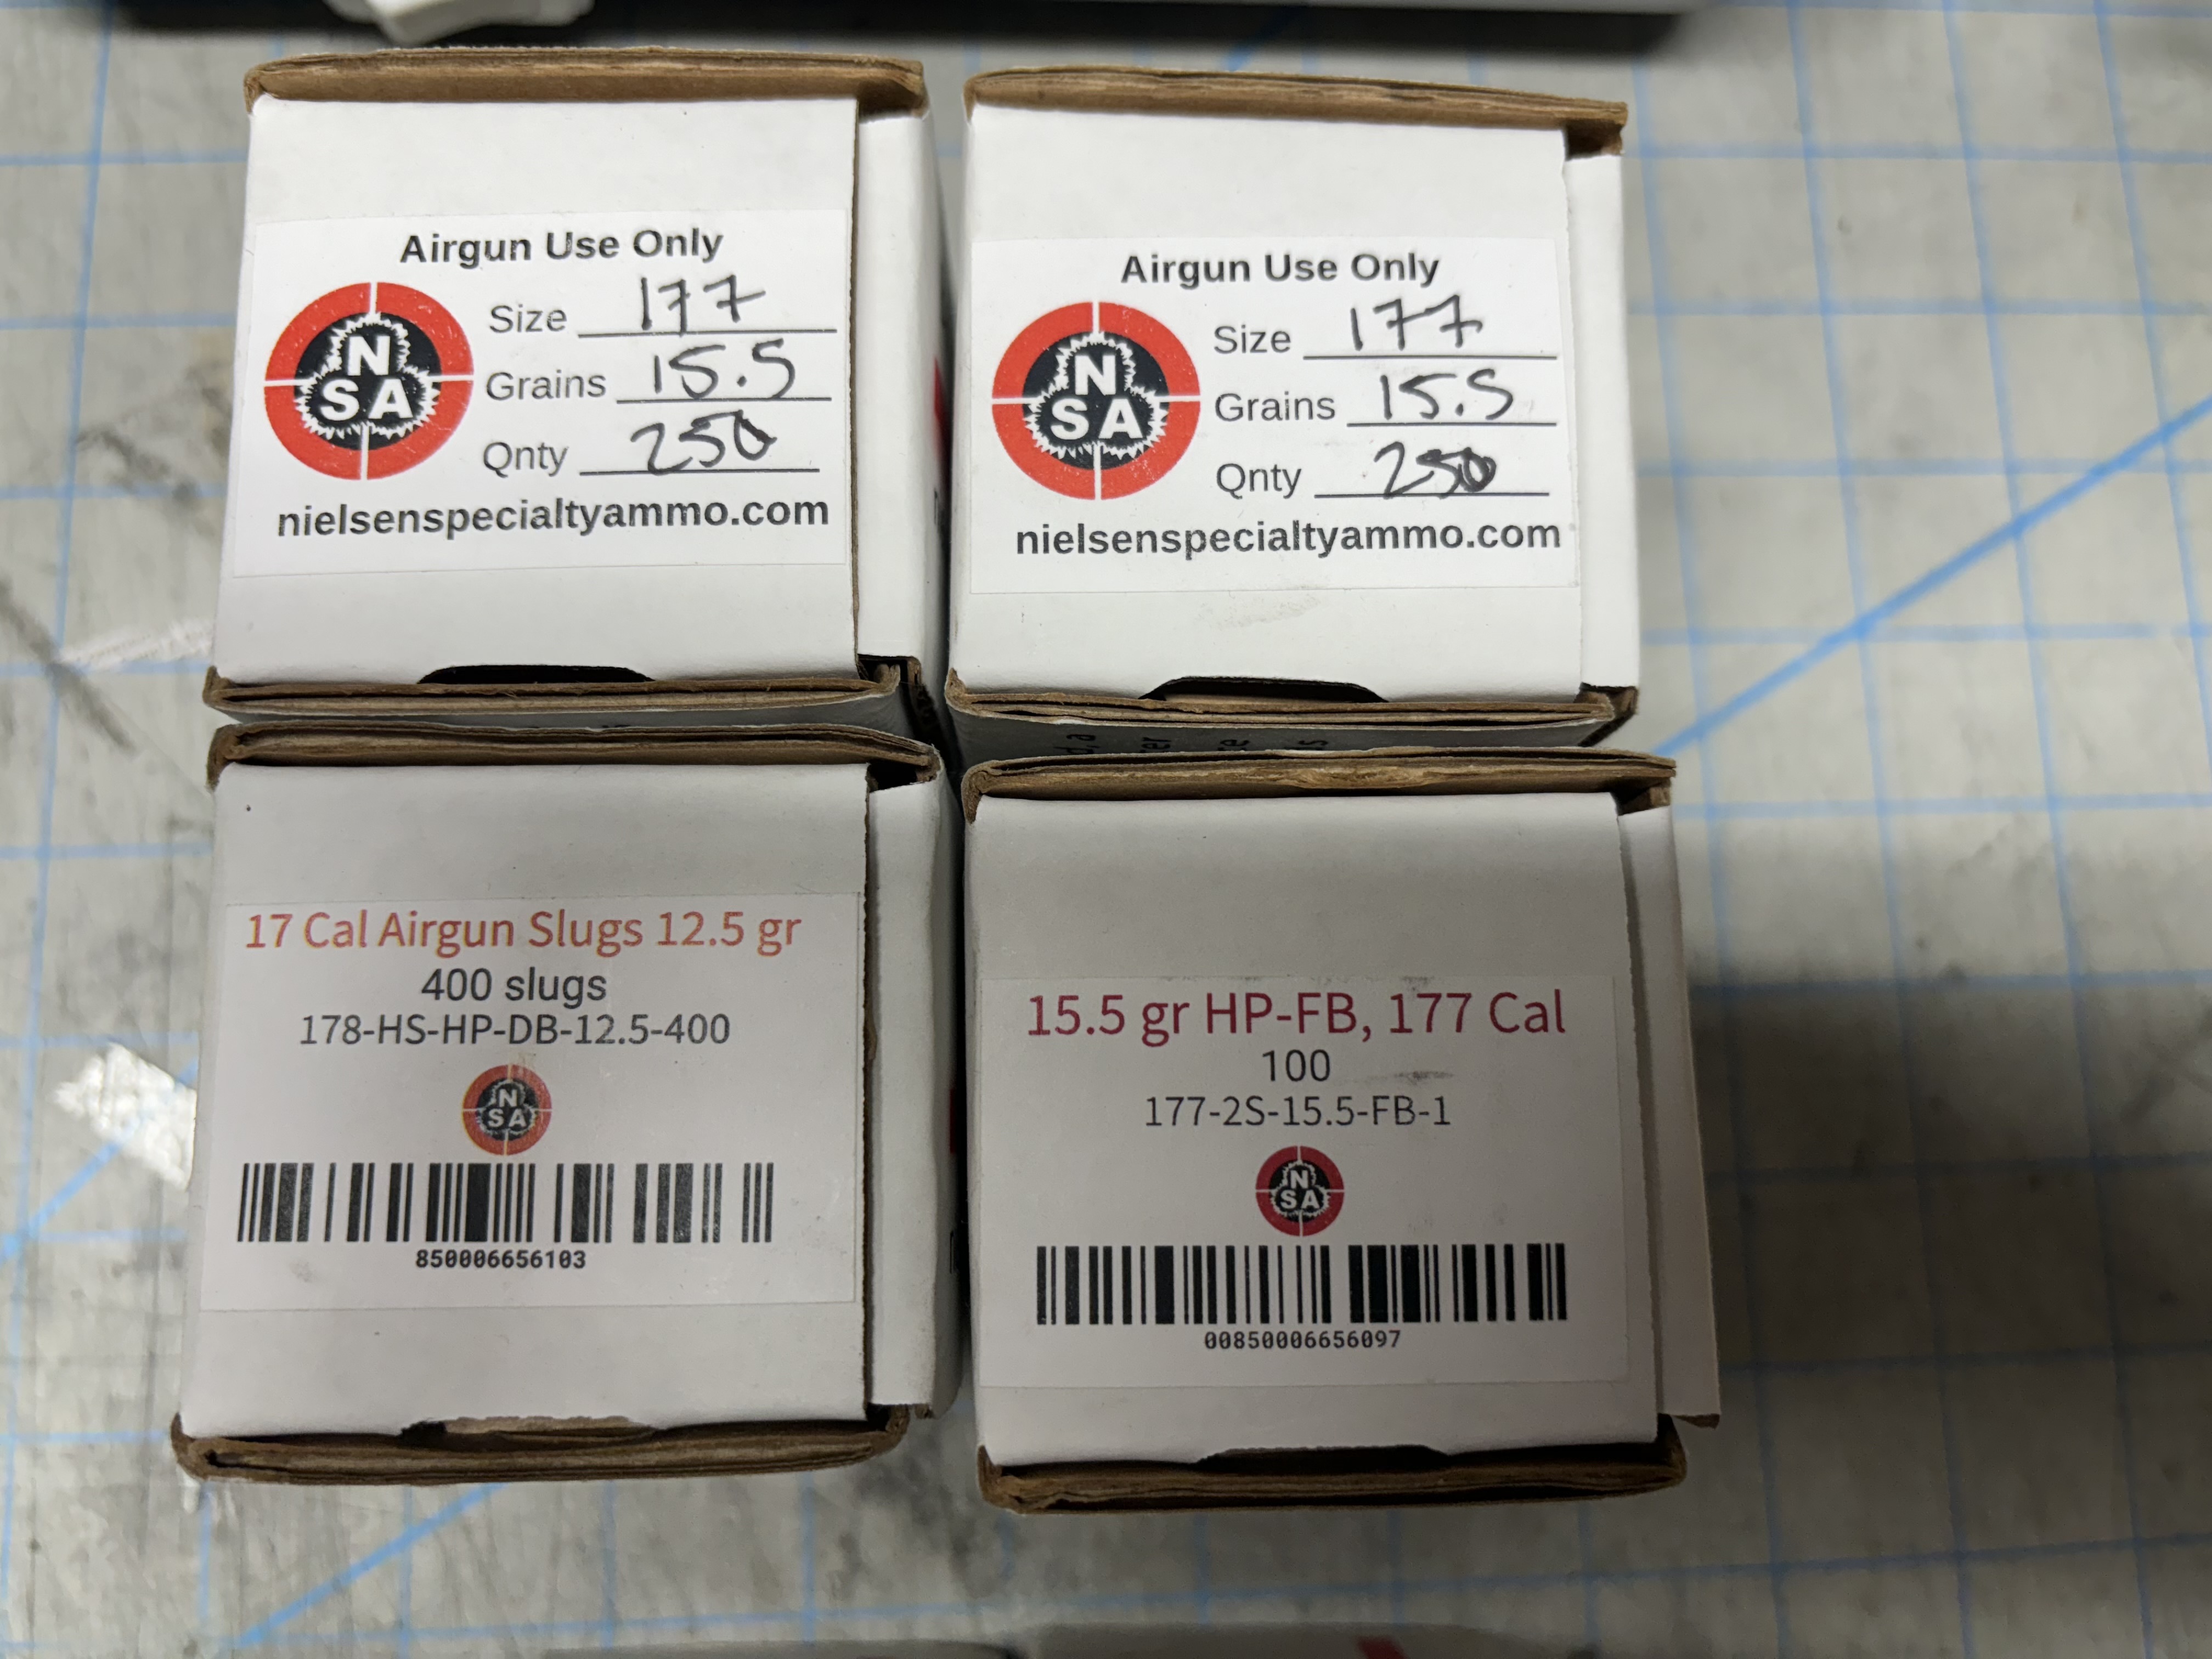 Airgun Use Only
N
SA
Size 177
Grains 15.5
Qnty 250
nielsenspecialtyammo.com
Airgun Use Only
N
SA
Size 177
Grains 15.5
Qnty 250
nielsenspecialtyammo.com
17 Cal Airgun Slugs 12.5 gr
400 slugs
178-HS-HP-DB-12.5-400
N
SA
850006656103
15.5 gr HP-FB, 177 Cal
100
177-2S-15.5-FB-1
N
SA
00850006656097